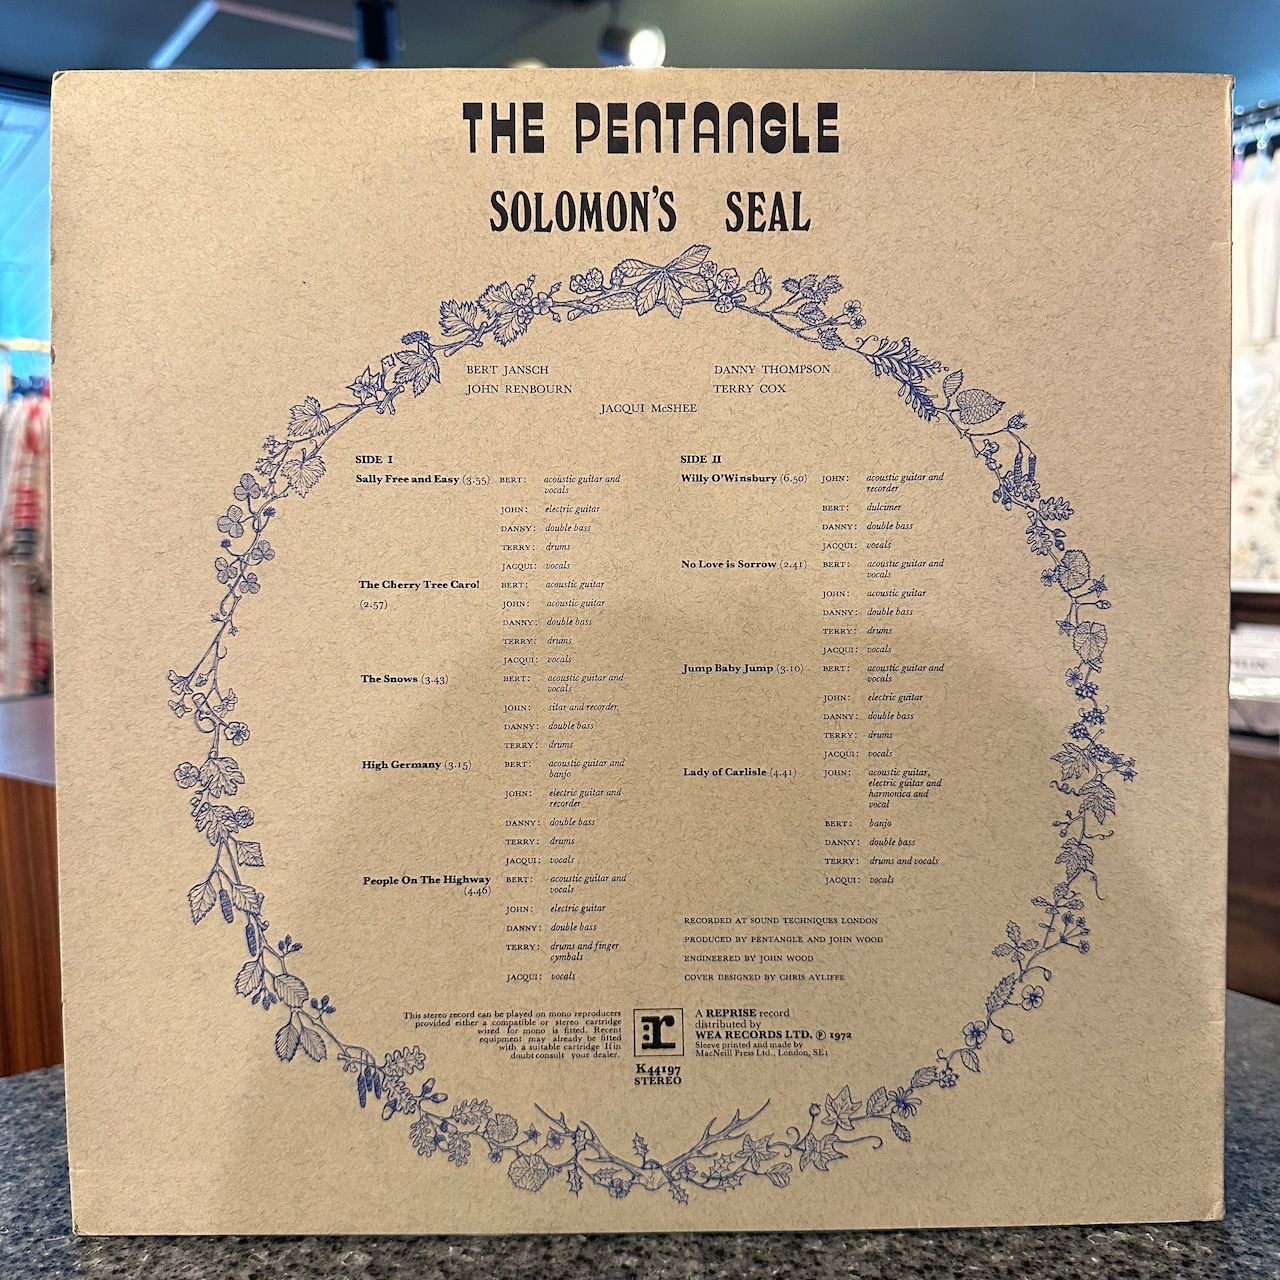 THE PENTANGLE
SOLOMON'S SEAL
BERT JANSCH
JOHN RENBOURN
DANNY THOMPSON
TERRY COX
JACQUI McSHEE
SIDE I
Sally Free and Easy (3.55) BERT: acoustic guitar and
vocals
JOHN: electric guitar
DANNY: double bass
TERRY: drums
JACQUI: vocals
The Cherry Tree Carol BERT: acoustic guitar
(2.57) JOHN: acoustic guitar
DANNY: double bass
TERRY: drums
JACQUI: vocals
The Snows (3.43) BERT: acoustic guitar and
vocals
JOHN: sitar and recorder
DANNY: double bass
TERRY: drums
High Germany (3.15) BERT: acoustic guitar and
banjo
JOHN: electric guitar and
recorder
DANNY: double bass
TERRY: drums
JACQUI: vocals
People On The Highway BERT: acoustic guitar and
(4.46) vocals
JOHN: electric guitar
DANNY: double bass
TERRY: drums and finger
cymbals
JACQUI: vocals
SIDE II
Willy O'Winsbury (6.50) JOHN: acoustic guitar and
recorder
BERT: dulcimer
DANNY: double bass
JACQUI: vocals
No Love is Sorrow (2.41) BERT: acoustic guitar and
vocals
JOHN: acoustic guitar
DANNY: double bass
TERRY: drums
JACQUI: vocals
Jump Baby Jump (3.10) BERT: acoustic guitar and
vocals
JOHN: electric guitar
DANNY: double bass
TERRY: drums
JACQUI: vocals
Lady of Carlisle (4.41) JOHN: acoustic guitar,
electric guitar and
harmonica and
vocal
BERT: banjo
DANNY: double bass
TERRY: drums and vocals
JACQUI: vocals
RECORDED AT SOUND TECHNIQUES LONDON
PRODUCED BY PENTANGLE AND JOHN WOOD
ENGINEERED BY JOHN WOOD
COVER DESIGNED BY CHRIS AYLIFFE
This stereo record can be played on mono reproducers
provided either a compatible or stereo cartridge
wired for mono is fitted. Recent
equipment may already be fitted
with a suitable cartridge If in
doubt consult your dealer.
:r
K44197
STEREO
A REPRISE record
distributed by
WEA RECORDS LTD. ℗ 1972
Sleeve printed and made by
MacNeill Press Ltd., London, SE1